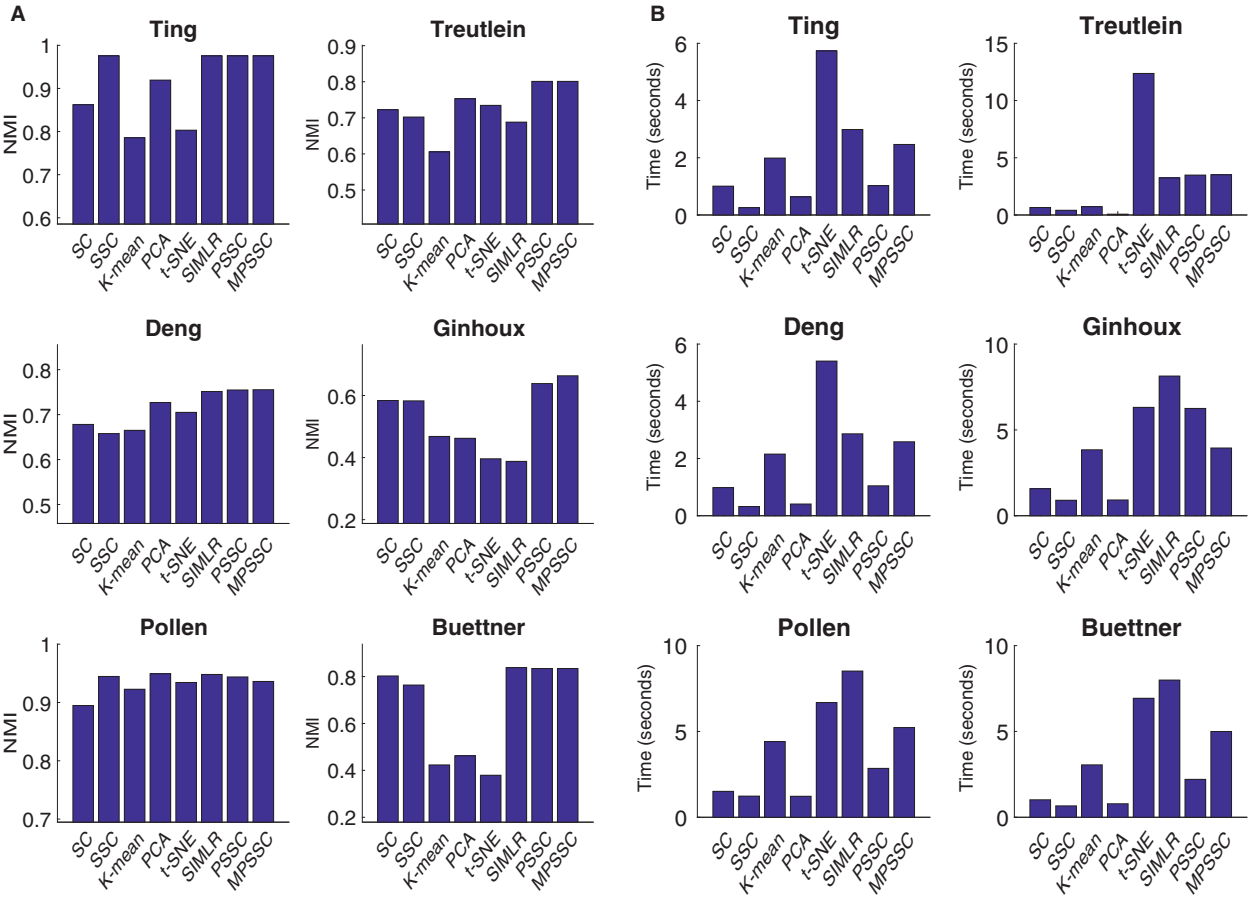 A
Ting
NMI
1
0.9
0.8
0.7
0.6
SC SSC K-mean PCA t-SNE SIMLR PSSC MPSSC
Treutlein
NMI
0.9
0.8
0.7
0.6
0.5
SC SSC K-mean PCA t-SNE SIMLR PSSC MPSSC
Deng
NMI
0.8
0.7
0.6
0.5
SC SSC K-mean PCA t-SNE SIMLR PSSC MPSSC
Ginhoux
NMI
0.6
0.4
0.2
SC SSC K-mean PCA t-SNE SIMLR PSSC MPSSC
Pollen
NMI
1
0.9
0.8
0.7
SC SSC K-mean PCA t-SNE SIMLR PSSC MPSSC
Buettner
NMI
0.8
0.6
0.4
0.2
SC SSC K-mean PCA t-SNE SIMLR PSSC MPSSC
B
Ting
Time (seconds)
6
4
2
0
SC SSC K-mean PCA t-SNE SIMLR PSSC MPSSC
Treutlein
Time (seconds)
15
10
5
0
SC SSC K-mean PCA t-SNE SIMLR PSSC MPSSC
Deng
Time (seconds)
6
4
2
0
SC SSC K-mean PCA t-SNE SIMLR PSSC MPSSC
Ginhoux
Time (seconds)
10
5
0
SC SSC K-mean PCA t-SNE SIMLR PSSC MPSSC
Pollen
Time (seconds)
10
5
0
SC SSC K-mean PCA t-SNE SIMLR PSSC MPSSC
Buettner
Time (seconds)
10
5
0
SC SSC K-mean PCA t-SNE SIMLR PSSC MPSSC